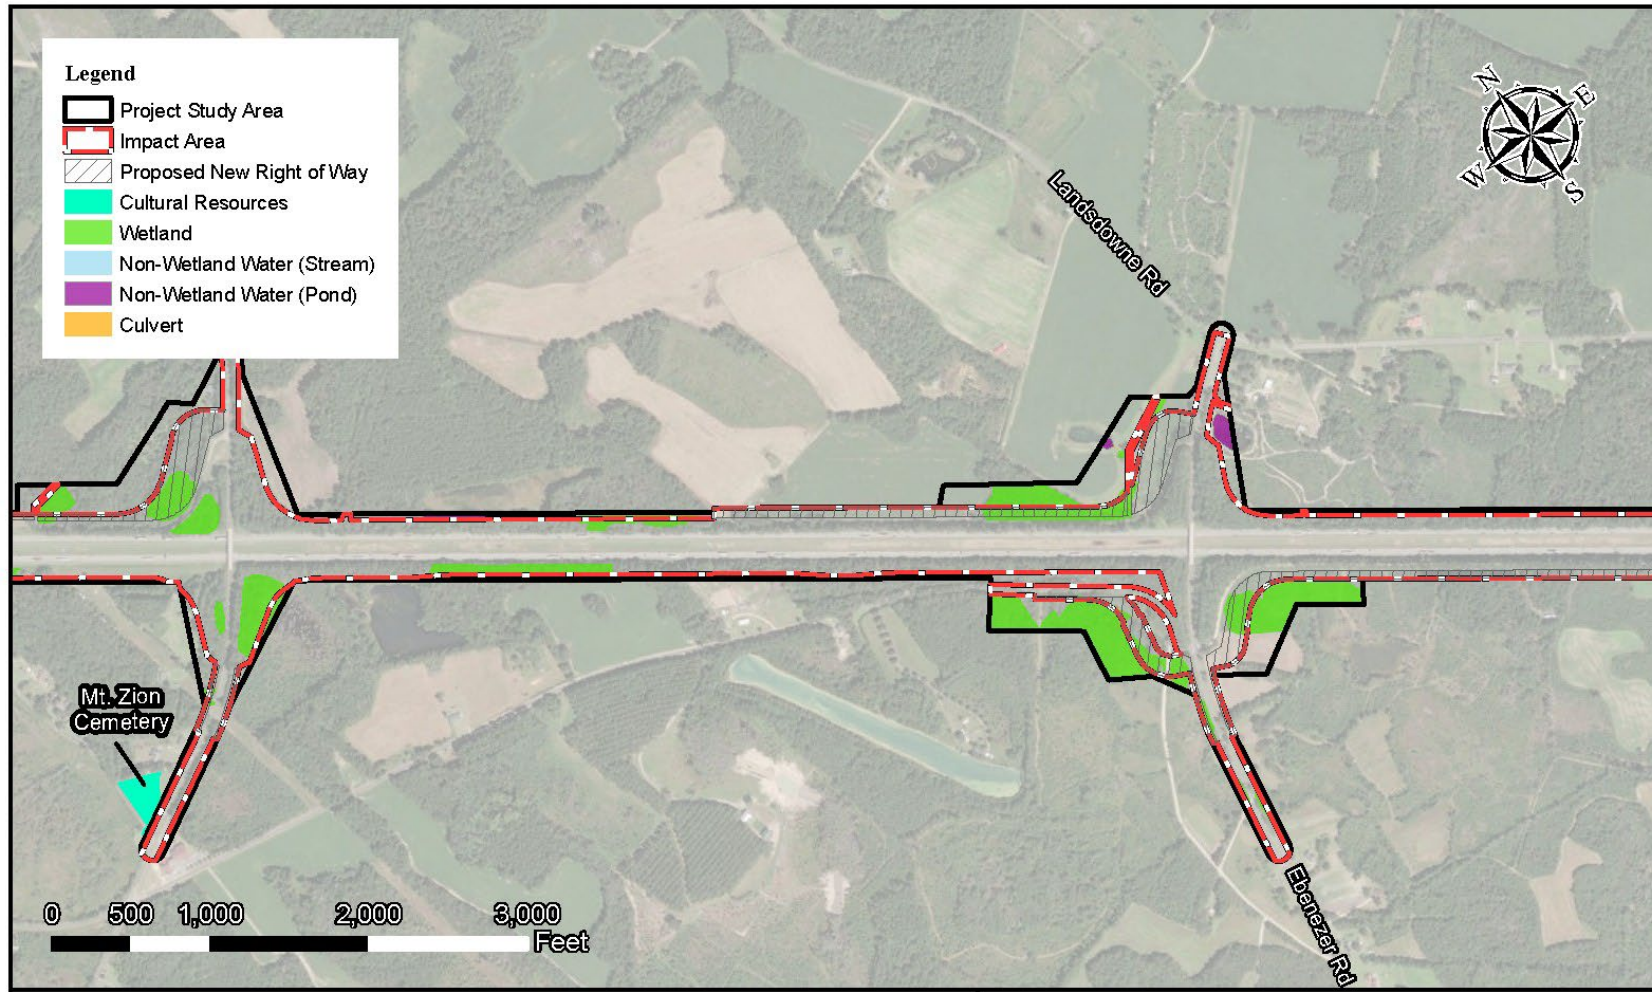 Legend
Project Study Area
Impact Area
Proposed New Right of Way
Cultural Resources
Wetland
Non-Wetland Water (Stream)
Non-Wetland Water (Pond)
Culvert
N
E
W
S
Landsdowne Rd
Mt. Zion
Cemetery
0 500 1,000 2,000 3,000
Feet
Ebenezer Rd